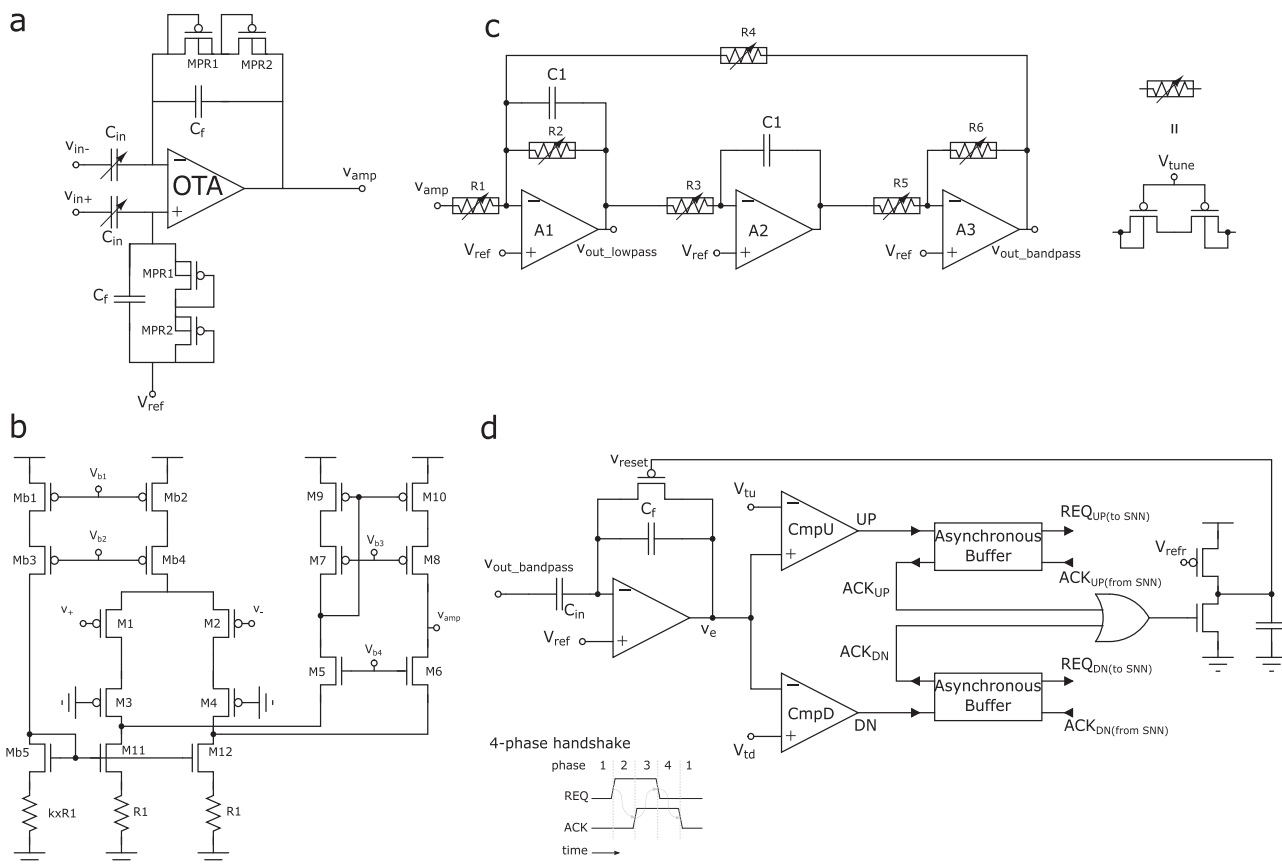 a
MPR1 MPR2
Cf
Cin
vin-
OTA
vamp
vin+
Cin
MPR1
Cf
MPR2
Vref
b
Mb1 Vb1 Mb2
Mb3 Vb2 Mb4
v+ M1 M2 v-
M3 M4
Mb5 M11 M12
kxR1 R1 R1
M9 M10
M7 Vb3 M8
vamp
M5 Vb4 M6
c
R4
C1
R2
C1
R6
vamp R1 R3 R5
A1 A2 A3
Vref Vref Vref
vout_lowpass
vout_bandpass
=
Vtune
d
vreset
Cf
vout_bandpass
Cin
Vref
ve
Vtu
CmpU
UP
Asynchronous
Buffer
REQUP(to SNN)
ACKUP(from SNN)
ACKUP
Vrefr
ACKDN
REQDN(to SNN)
CmpD
DN
Asynchronous
Buffer
ACKDN(from SNN)
Vtd
4-phase handshake
phase 1 2 3 4 1
REQ
ACK
time